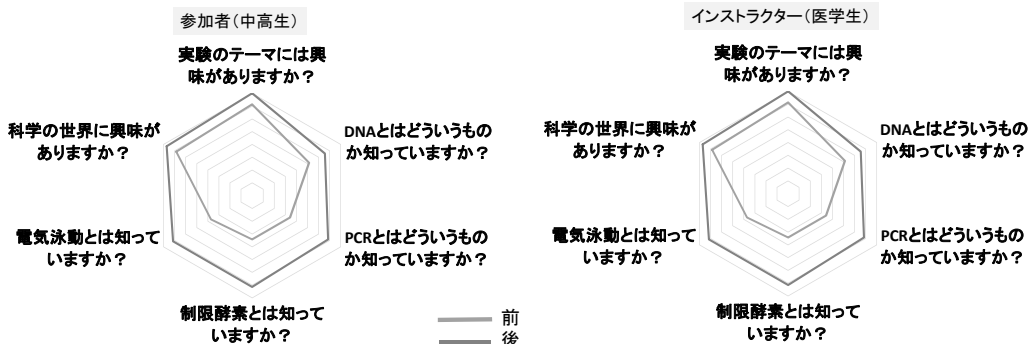 参加者（中高生）
実験のテーマには興
味がありますか？
DNAとはどういうもの
か知っていますか？
PCRとはどういうもの
か知っていますか？
制限酵素とは知って
いますか？
電気泳動とは知って
いますか？
科学の世界に興味が
ありますか？
前
後
インストラクター（医学生）
実験のテーマには興
味がありますか？
DNAとはどういうもの
か知っていますか？
PCRとはどういうもの
か知っていますか？
制限酵素とは知って
いますか？
電気泳動とは知って
いますか？
科学の世界に興味が
ありますか？